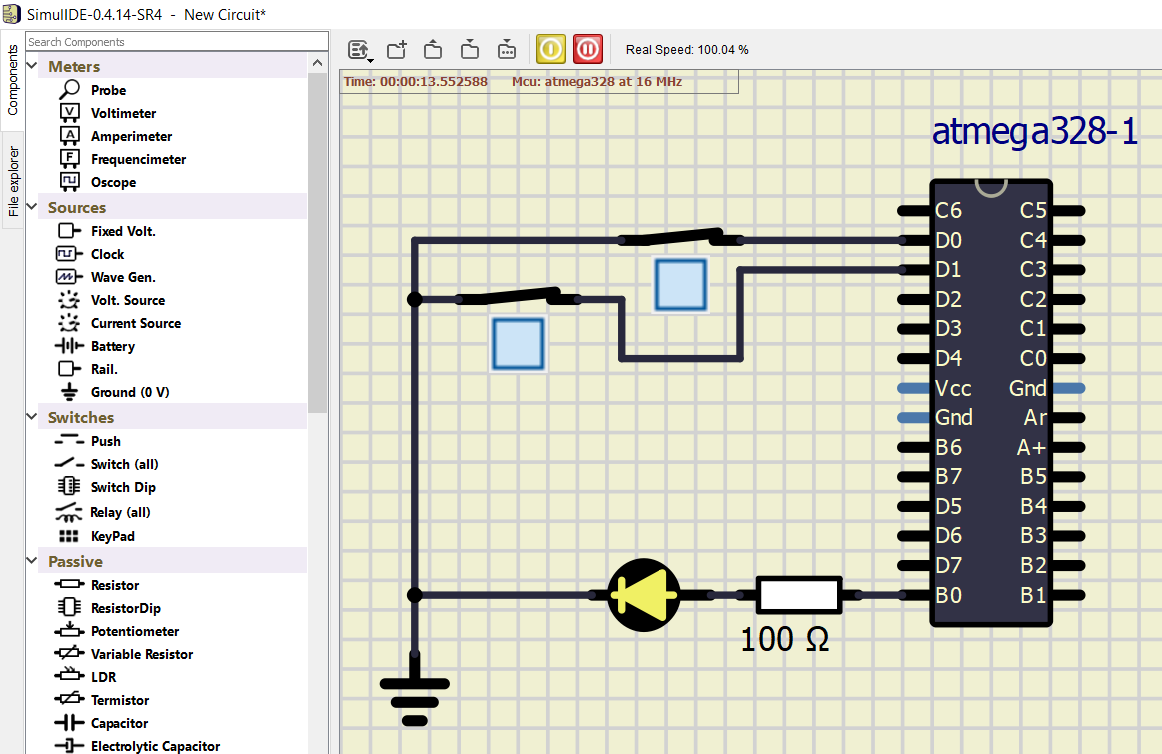 SimulIDE-0.4.14-SR4 - New Circuit*
Components
File explorer
Search Components
Meters
Probe
Voltimeter
Amperimeter
Frequencimeter
Oscope
Sources
Fixed Volt.
Clock
Wave Gen.
Volt. Source
Current Source
Battery
Rail.
Ground (0 V)
Switches
Push
Switch (all)
Switch Dip
Relay (all)
KeyPad
Passive
Resistor
ResistorDip
Potentiometer
Variable Resistor
LDR
Termistor
Capacitor
Electrolytic Capacitor
Real Speed: 100.04 %
Time: 00:00:13.552588 Mcu: atmega328 at 16 MHz
atmega328-1
C6 C5
D0 C4
D1 C3
D2 C2
D3 C1
D4 C0
Vcc Gnd
Gnd Ar
B6 A+
B7 B5
D5 B4
D6 B3
D7 B2
B0 B1
100 Ω